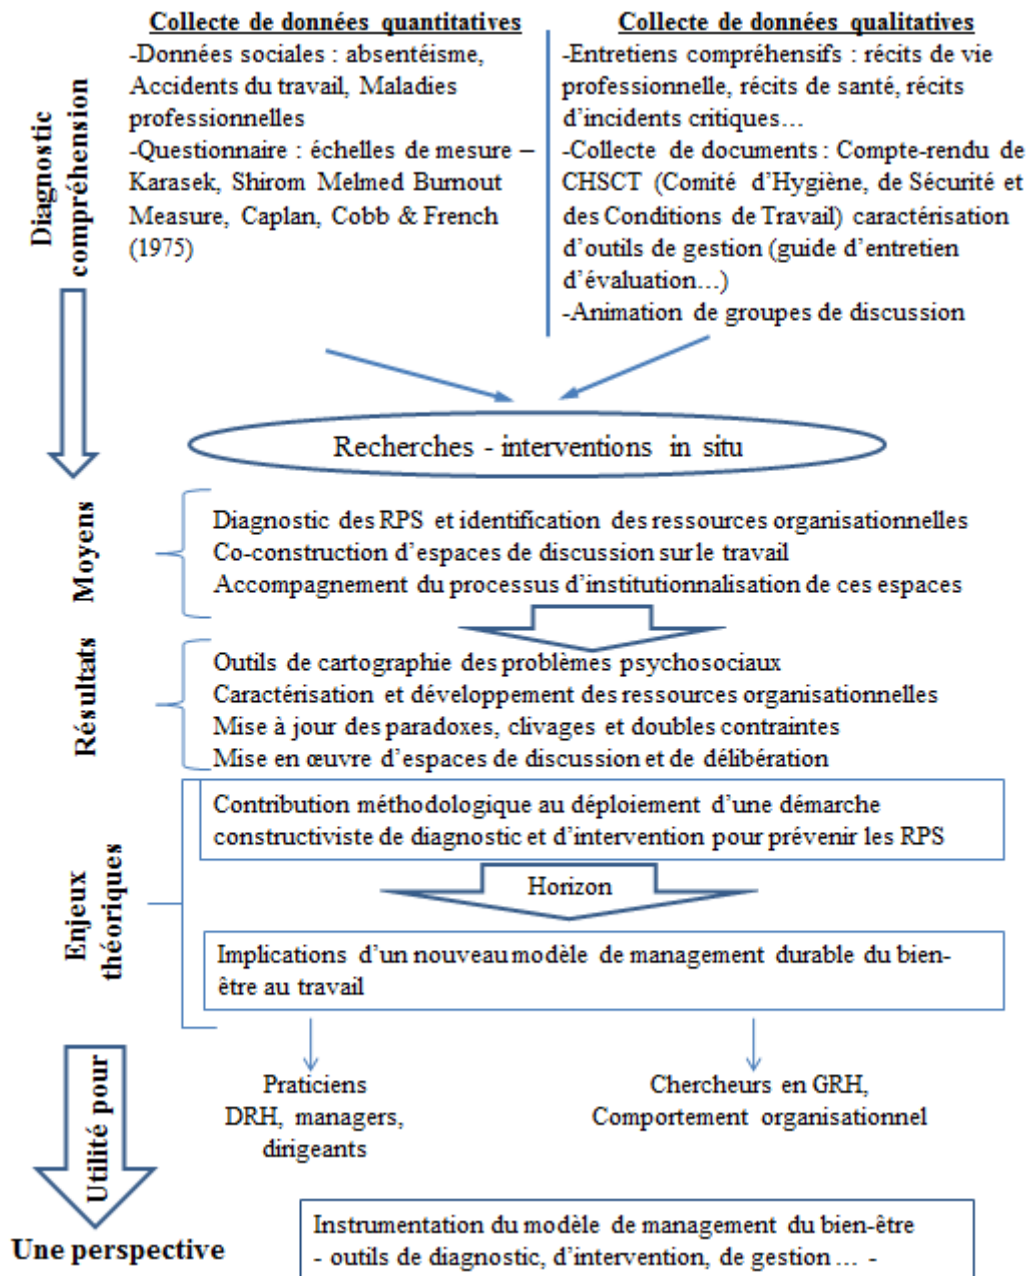 Collecte de données quantitatives
-Données sociales : absentéisme,
Accidents du travail, Maladies
professionnelles
-Questionnaire : échelles de mesure –
Karasek, Shirom Melmed Burnout
Measure, Caplan, Cobb & French
(1975)
Collecte de données qualitatives
-Entretiens compréhensifs : récits de vie
professionnelle, récits de santé, récits
d’incidents critiques…
-Collecte de documents : Compte-rendu de
CHSCT (Comité d’Hygiène, de Sécurité et
des Conditions de Travail) caractérisation
d’outils de gestion (guide d’entretien
d’évaluation…)
-Animation de groupes de discussion
Diagnostic
compréhension
Recherches - interventions in situ
Moyens
Diagnostic des RPS et identification des ressources organisationnelles
Co-construction d’espaces de discussion sur le travail
Accompagnement du processus d’institutionnalisation de ces espaces
Résultats
Outils de cartographie des problèmes psychosociaux
Caractérisation et développement des ressources organisationnelles
Mise à jour des paradoxes, clivages et doubles contraintes
Mise en œuvre d’espaces de discussion et de délibération
Enjeux
théoriques
Contribution méthodologique au déploiement d’une démarche
constructiviste de diagnostic et d’intervention pour prévenir les RPS
Horizon
Implications d’un nouveau modèle de management durable du bien-
être au travail
Utilité pour
Praticiens
DRH, managers,
dirigeants
Chercheurs en GRH,
Comportement organisationnel
Une perspective
Instrumentation du modèle de management du bien-être
- outils de diagnostic, d’intervention, de gestion … -